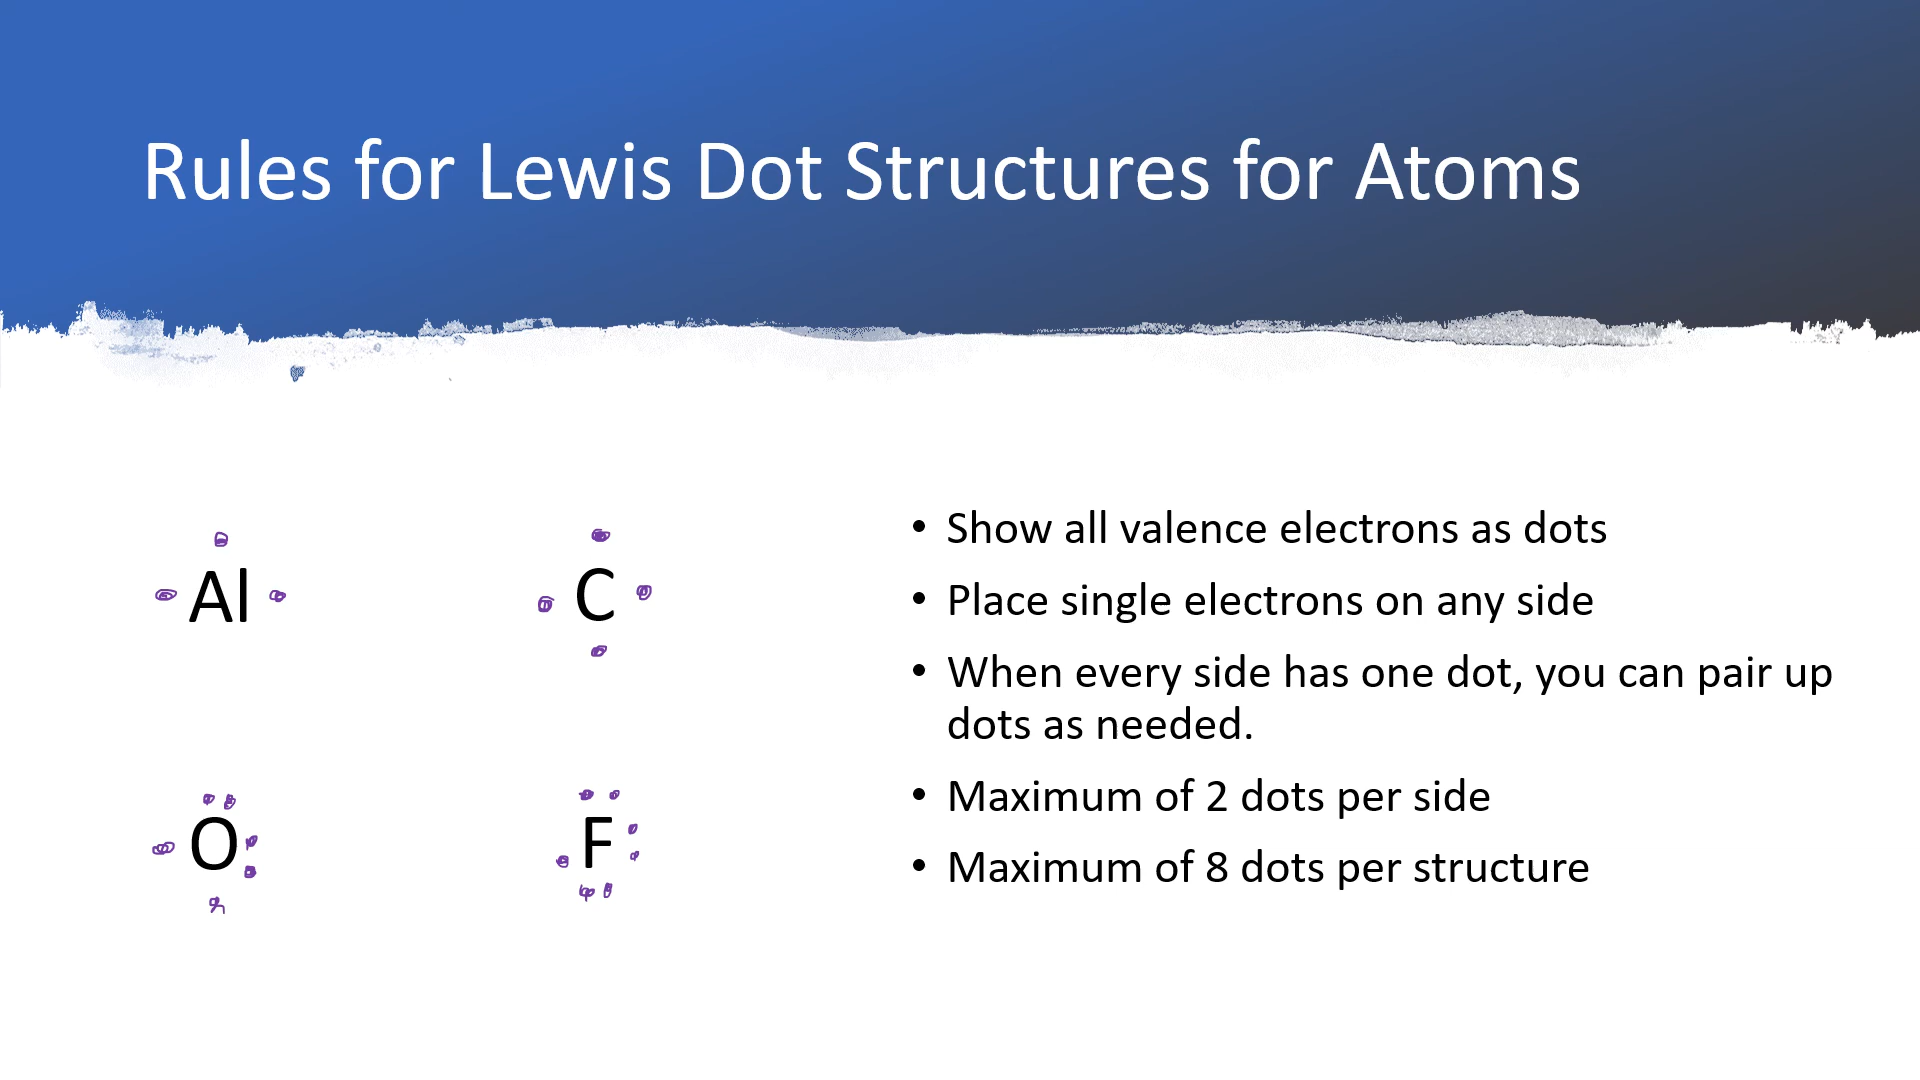 Rules for Lewis Dot Structures for Atoms
Al
C
O
F
• Show all valence electrons as dots
• Place single electrons on any side
• When every side has one dot, you can pair up
dots as needed.
• Maximum of 2 dots per side
• Maximum of 8 dots per structure